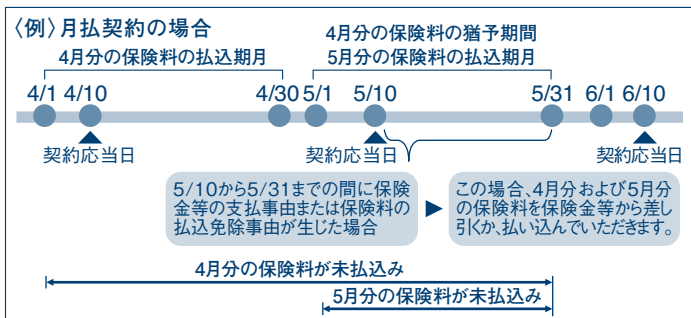 〈例〉月払契約の場合
4月分の保険料の猶予期間
4月分の保険料の払込期月
5月分の保険料の払込期月
4/1 4/10 4/30 5/1 5/10 5/31 6/1 6/10
契約応当日 契約応当日 契約応当日
5/10から5/31までの間に保険
金等の支払事由または保険料の
払込免除事由が生じた場合
この場合、4月分および5月分
の保険料を保険金等から差し
引くか、払い込んでいただきます。
4月分の保険料が未払込み
5月分の保険料が未払込み